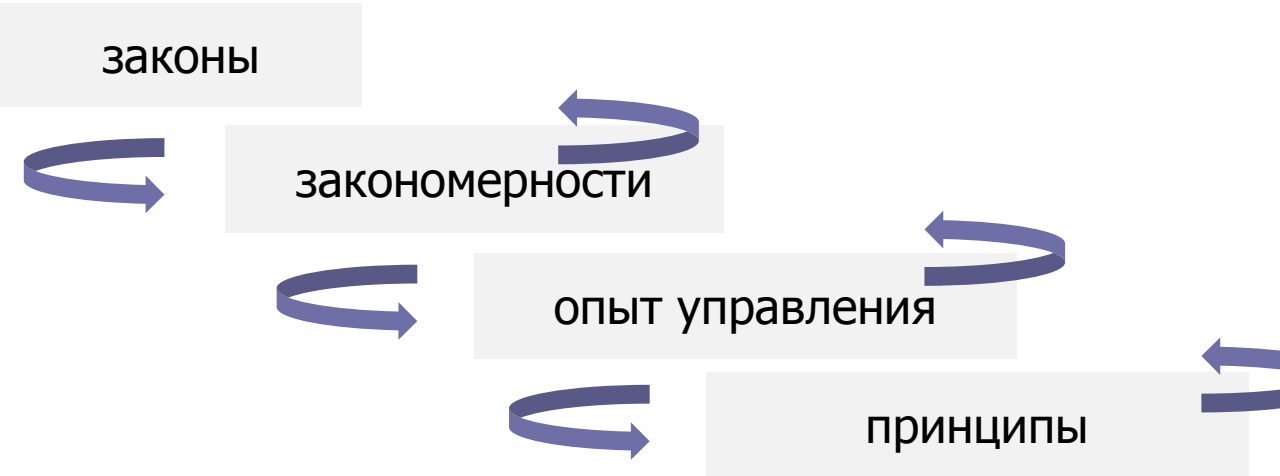 законы
закономерности
опыт управления
принципы